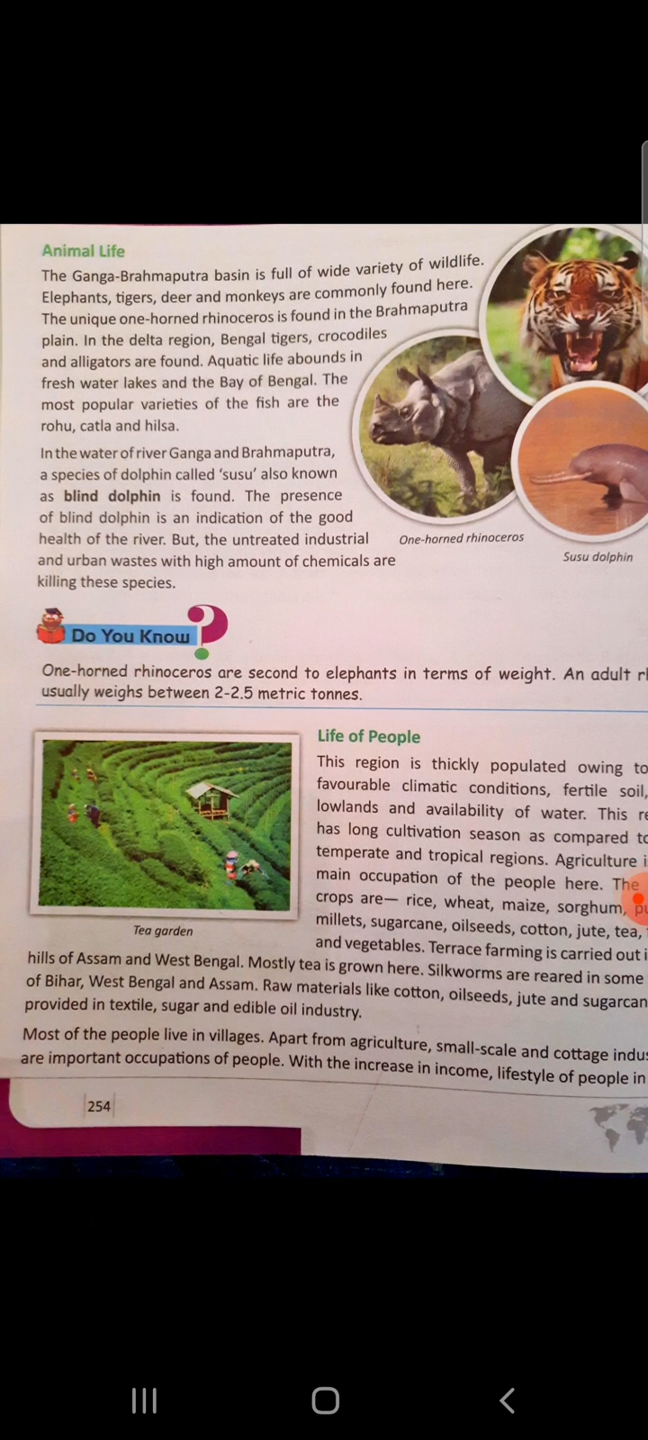 Animal Life
The Ganga-Brahmaputra basin is full of wide variety of wildlife.
Elephants, tigers, deer and monkeys are commonly found here.
The unique one-horned rhinoceros is found in the Brahmaputra
plain. In the delta region, Bengal tigers, crocodiles
and alligators are found. Aquatic life abounds in
fresh water lakes and the Bay of Bengal. The
most popular varieties of the fish are the
rohu, catla and hilsa.
In the water of river Ganga and Brahmaputra,
a species of dolphin called ‘susu’ also known
as blind dolphin is found. The presence
of blind dolphin is an indication of the good
health of the river. But, the untreated industrial
and urban wastes with high amount of chemicals are
killing these species.
One-horned rhinoceros
Susu dolphin
Do You Know ?
One-horned rhinoceros are second to elephants in terms of weight. An adult
usually weighs between 2-2.5 metric tonnes.
Tea garden
Life of People
This region is thickly populated owing to
favourable climatic conditions, fertile soil,
lowlands and availability of water. This
has long cultivation season as compared
temperate and tropical regions. Agriculture
main occupation of the people here. The
crops are— rice, wheat, maize, sorghum,
millets, sugarcane, oilseeds, cotton, jute, tea,
and vegetables. Terrace farming is carried out
hills of Assam and West Bengal. Mostly tea is grown here. Silkworms are reared in some
of Bihar, West Bengal and Assam. Raw materials like cotton, oilseeds, jute and
provided in textile, sugar and edible oil industry.
Most of the people live in villages. Apart from agriculture, small-scale and cottage
are important occupations of people. With the increase in income, lifestyle of people in
254